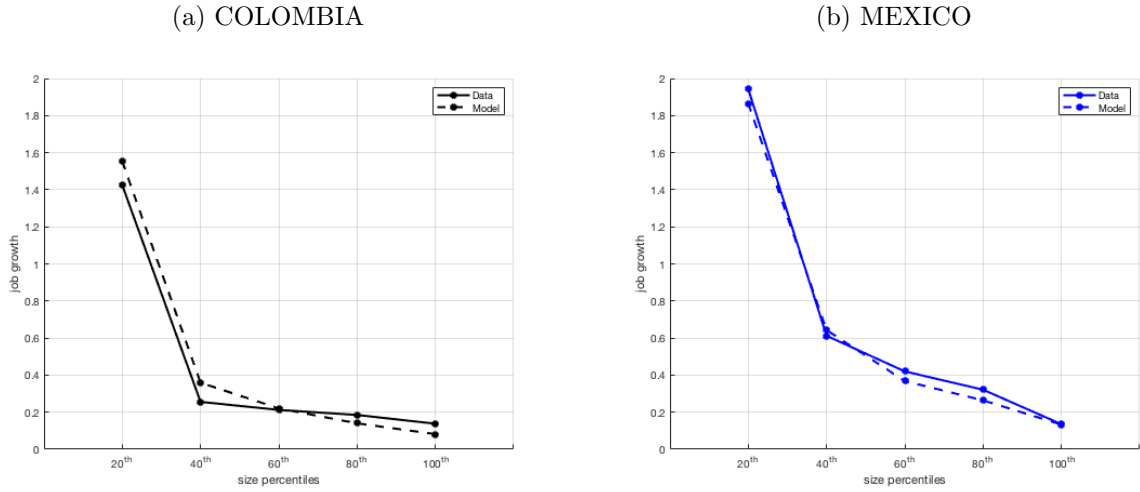 (a) COLOMBIA
2
1.8
1.6
1.4
1.2
1
0.8
0.6
0.4
0.2
0
job growth
20th
40th
60th
80th
100th
size percentiles
Data
Model
(b) MEXICO
2
1.8
1.6
1.4
1.2
1
0.8
0.6
0.4
0.2
0
job growth
20th
40th
60th
80th
100th
size percentiles
Data
Model